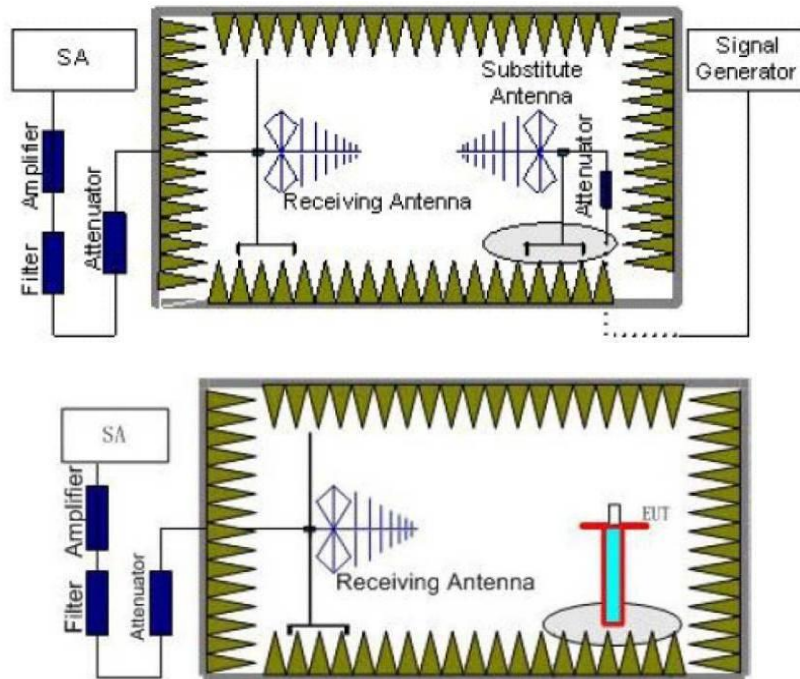 SA
Signal
Generator
Substitute
Antenna
Amplifier
Attenuator
Attenuator
Receiving Antenna
Filter
SA
Amplifier
EUT
Filter
Attenuator
Receiving Antenna